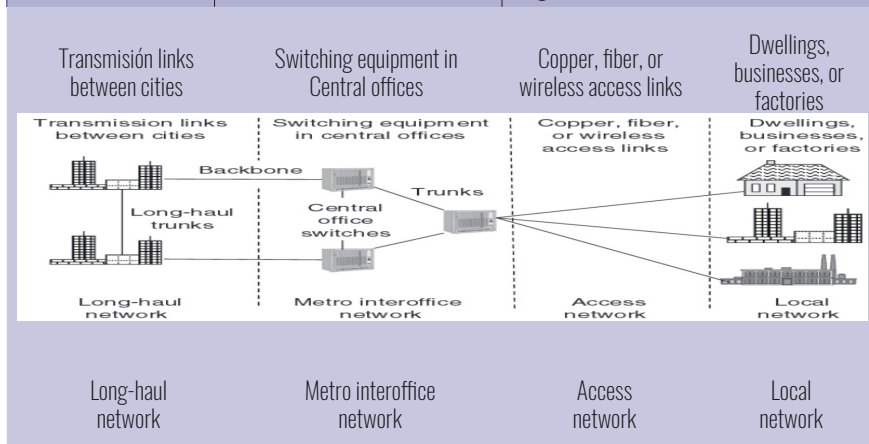 Transmisión links
between cities
Switching equipment in
Central offices
Copper, fiber, or
wireless access links
Dwellings,
businesses, or
factories
Transmission links
between cities
Switching equipment
in central offices
Copper, fiber,
or wireless
access links
Dwellings,
businesses,
or factories
Backbone
Trunks
Long-haul
trunks
Central
office
switches
Long-haul
network
Metro interoffice
network
Access
network
Local
network
Long-haul
network
Metro interoffice
network
Access
network
Local
network